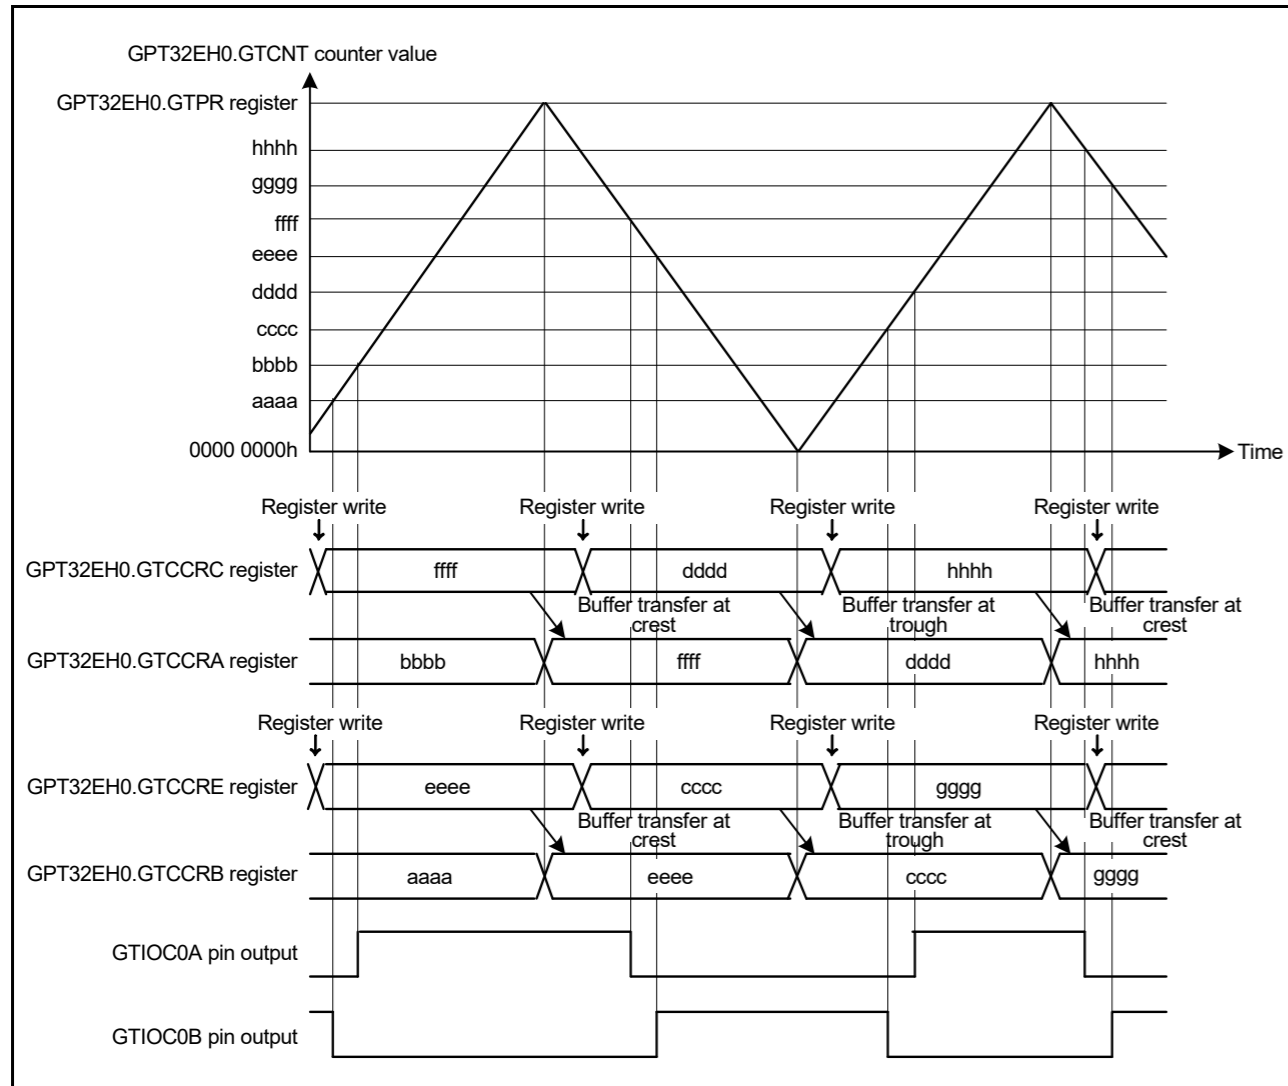 GPT32EH0.GTCNT counter value
GPT32EH0.GTPR register
hhhh
gggg
ffff
eeee
dddd
cccc
bbbb
aaaa
0000 0000h
Time
Register write Register write Register write Register write
GPT32EH0.GTCCRC register ffff dddd hhhh
Buffer transfer at crest Buffer transfer at trough Buffer transfer at crest
GPT32EH0.GTCCRA register bbbb ffff dddd hhhh
Register write Register write Register write Register write
GPT32EH0.GTCCRE register eeee cccc gggg
Buffer transfer at crest Buffer transfer at trough Buffer transfer at crest
GPT32EH0.GTCCRB register aaaa eeee cccc gggg
GTIOC0A pin output
GTIOC0B pin output